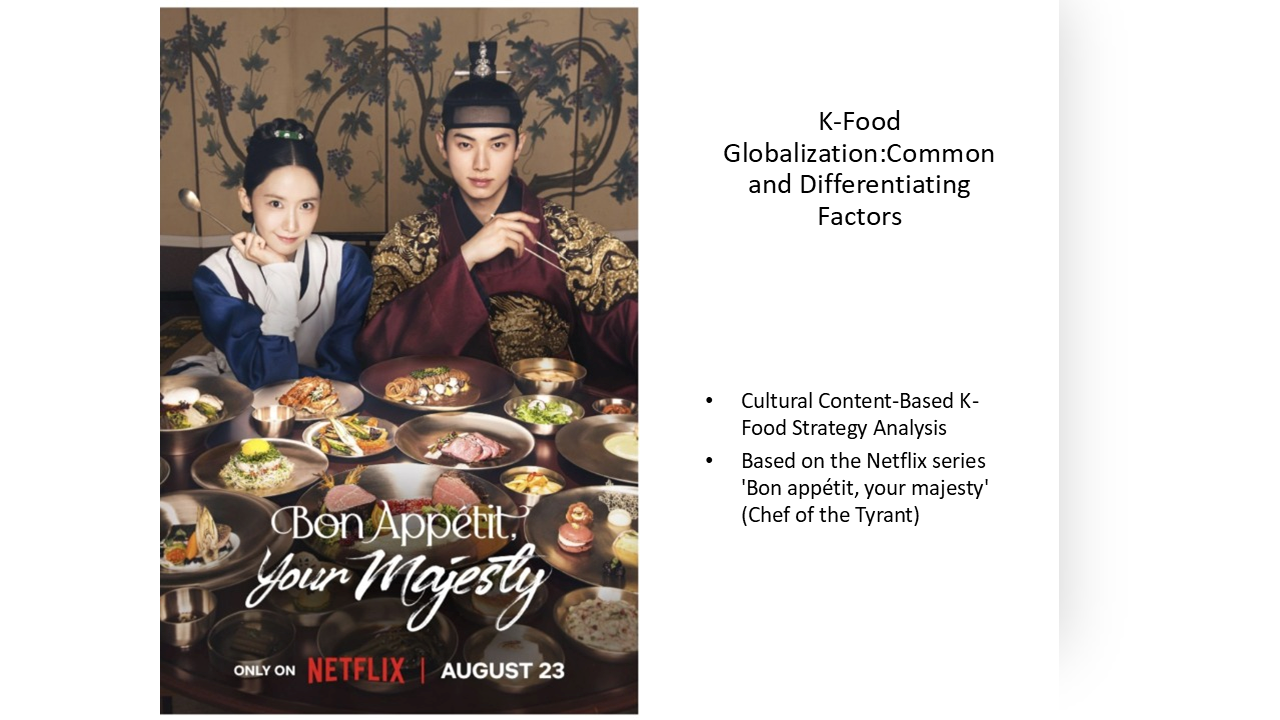 Bon Appétit,
Your Majesty
ONLY ON NETFLIX | AUGUST 23
K-Food
Globalization:Common
and Differentiating
Factors
• Cultural Content-Based K-
Food Strategy Analysis
• Based on the Netflix series
'Bon appétit, your majesty'
(Chef of the Tyrant)